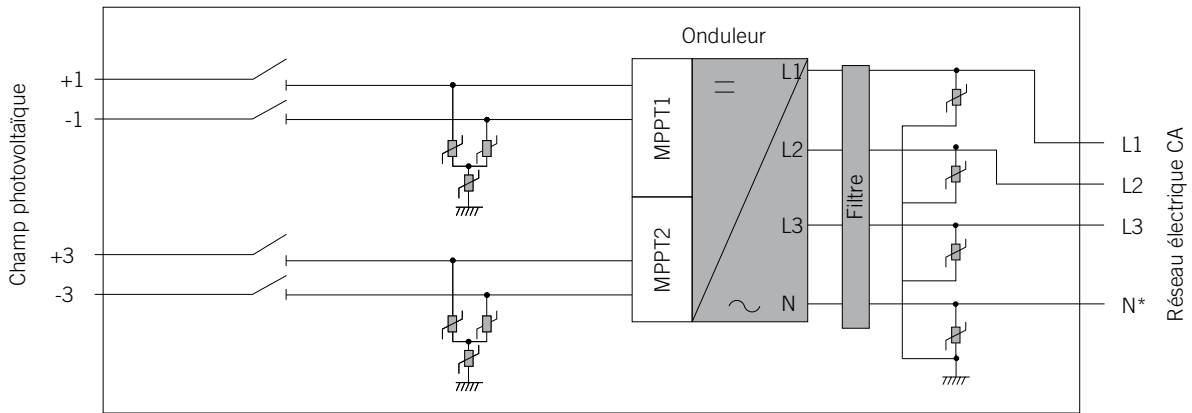 Onduleur
Champ photovoltaïque
+1
-1
+3
-3
MPPT1
MPPT2
L1
L2
L3
N
Filtre
L1
L2
L3
N*
Réseau électrique CA